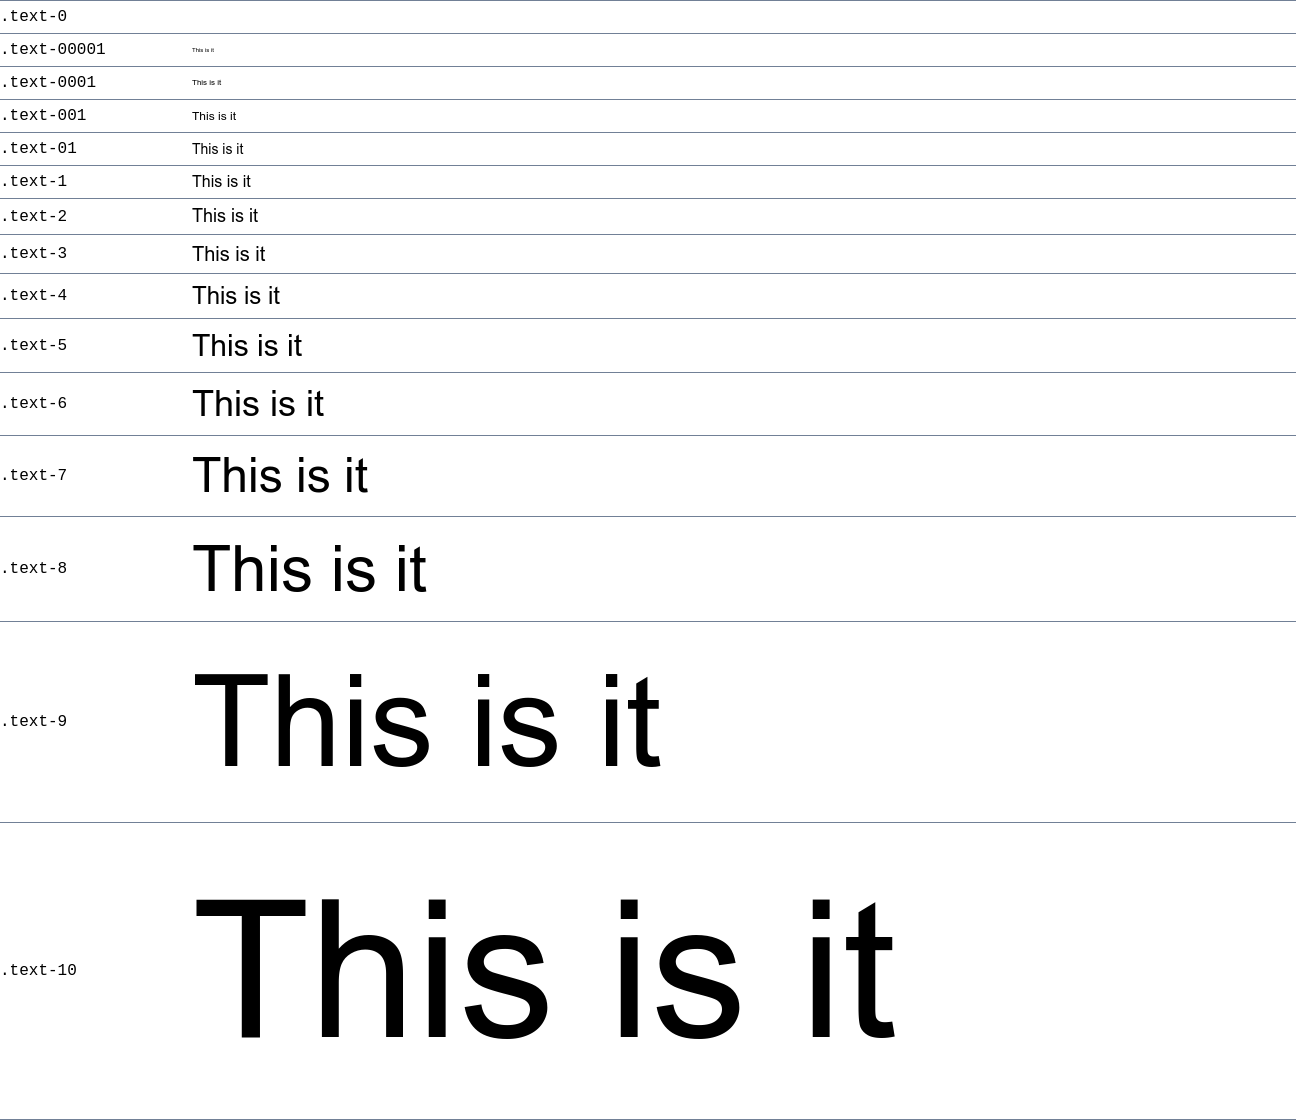 .text-0
.text-00001 This is it
.text-0001 This is it
.text-001 This is it
.text-01 This is it
.text-1 This is it
.text-2 This is it
.text-3 This is it
.text-4 This is it
.text-5 This is it
.text-6 This is it
.text-7 This is it
.text-8 This is it
.text-9 This is it
.text-10 This is it